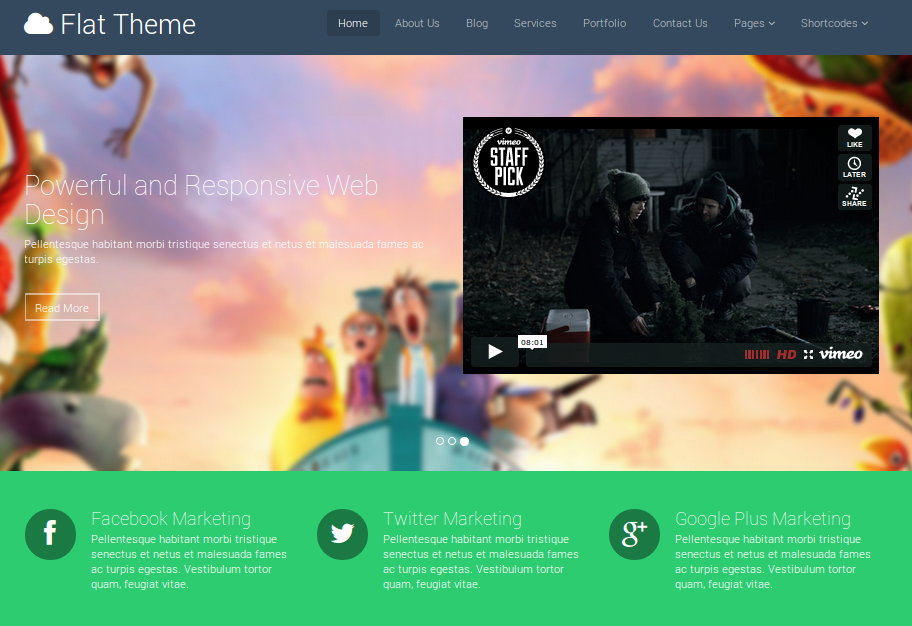 Flat Theme
Home
About Us
Blog
Services
Portfolio
Contact Us
Pages
Shortcodes
Powerful and Responsive Web
Design
Pellentesque habitant morbi tristique senectus et netus et malesuada fames ac
turpis egestas.
Read More
vimeo
STAFF
PICK
LIKE
LATER
SHARE
08:01
HD
vimeo
Facebook Marketing
Pellentesque habitant morbi tristique
senectus et netus et malesuada fames
ac turpis egestas. Vestibulum tortor
quam, feugiat vitae.
Twitter Marketing
Pellentesque habitant morbi tristique
senectus et netus et malesuada fames
ac turpis egestas. Vestibulum tortor
quam, feugiat vitae.
Google Plus Marketing
Pellentesque habitant morbi tristique
senectus et netus et malesuada fames
ac turpis egestas. Vestibulum tortor
quam, feugiat vitae.